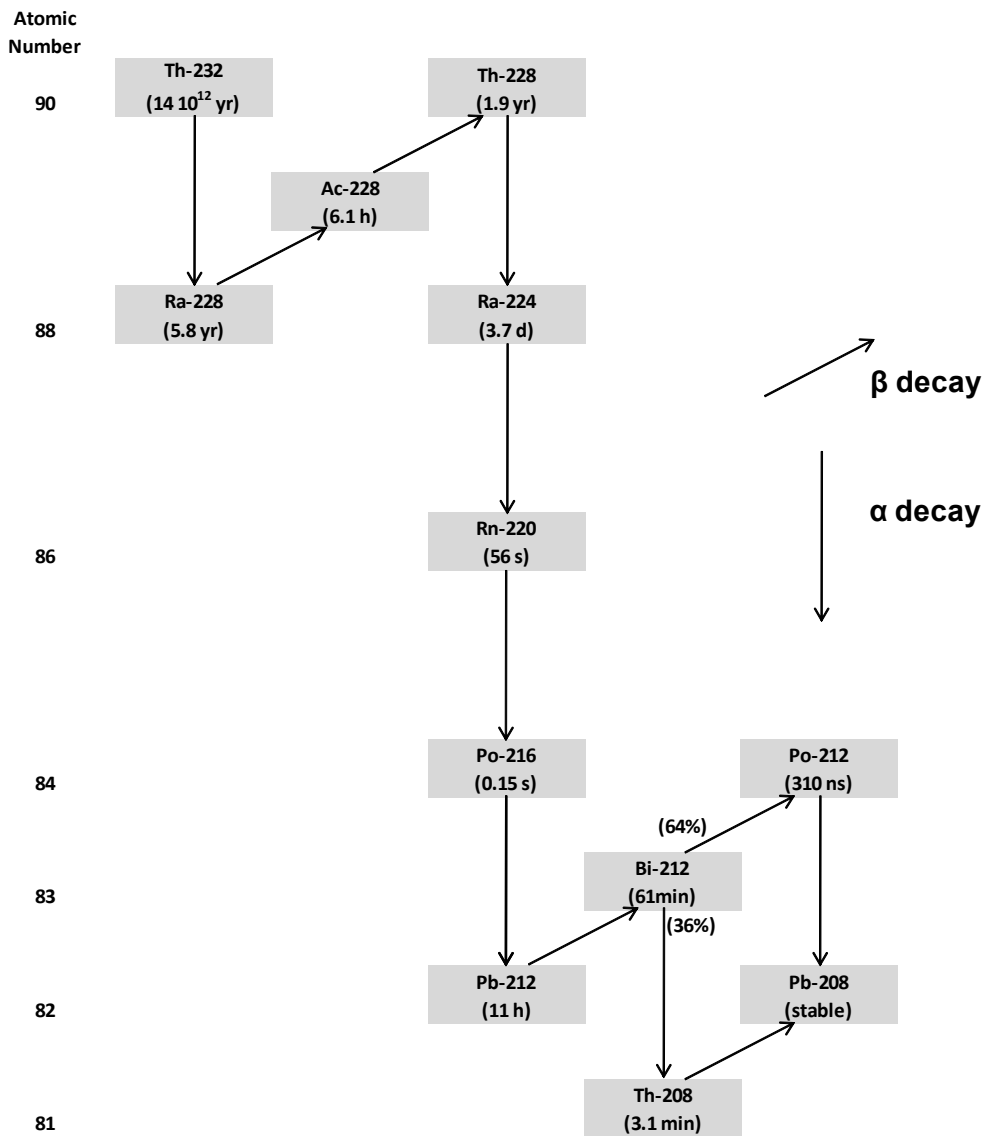 Atomic
Number
Th-232
Th-228
90
(14 10¹² yr)
(1.9 yr)
Ac-228
(6.1 h)
Ra-228
Ra-224
88
(5.8 yr)
(3.7 d)
β decay
α decay
Rn-220
86
(56 s)
Po-216
Po-212
84
(0.15 s)
(310 ns)
(64%)
Bi-212
83
(61min)
(36%)
Pb-212
Pb-208
82
(11 h)
(stable)
Th-208
81
(3.1 min)